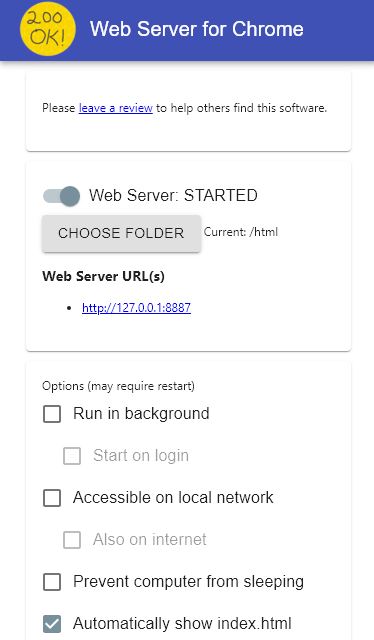 200
OK!
Web Server for Chrome
Please leave a review to help others find this software.
Web Server: STARTED
CHOOSE FOLDER Current: /html
Web Server URL(s)
http://127.0.0.1:8887
Options (may require restart)
Run in background
Start on login
Accessible on local network
Also on internet
Prevent computer from sleeping
Automatically show index.html